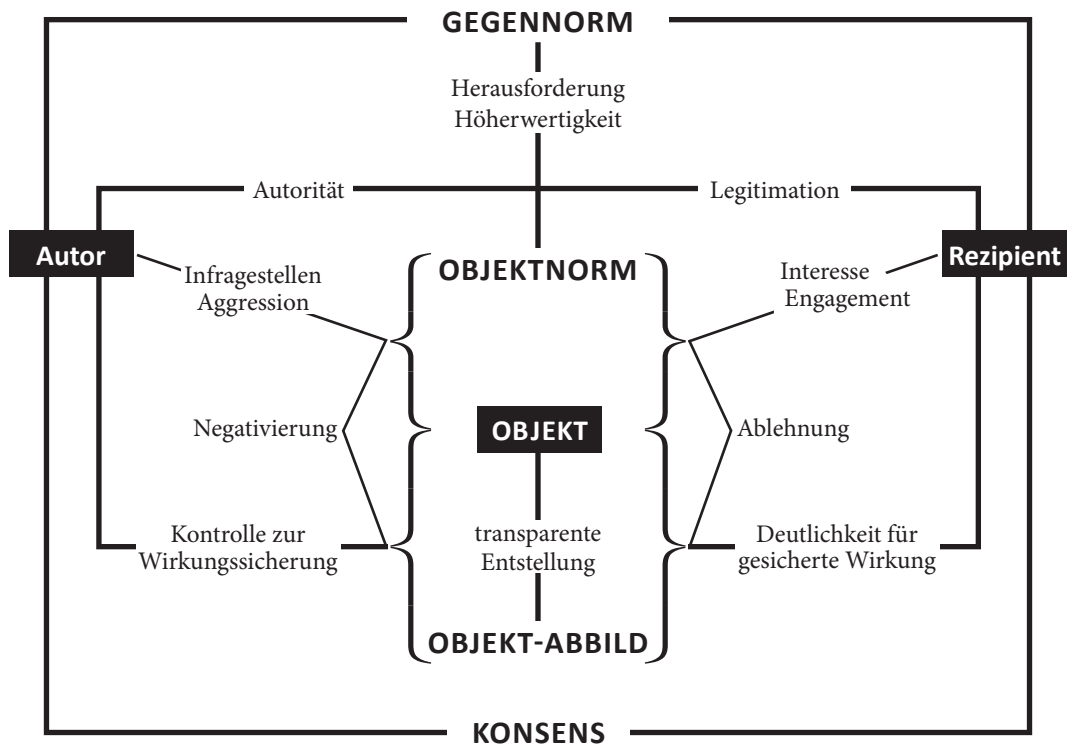 GEGENNORM
Herausforderung
Höherwertigkeit
Autorität
Legitimation
Autor
Rezipient
Infragestellen
Aggression
OBJEKTNORM
Interesse
Engagement
Negativierung
OBJEKT
Ablehnung
Kontrolle zur
Wirkungssicherung
transparente
Entstellung
Deutlichkeit für
gesicherte Wirkung
OBJEKT-ABBILD
KONSENS